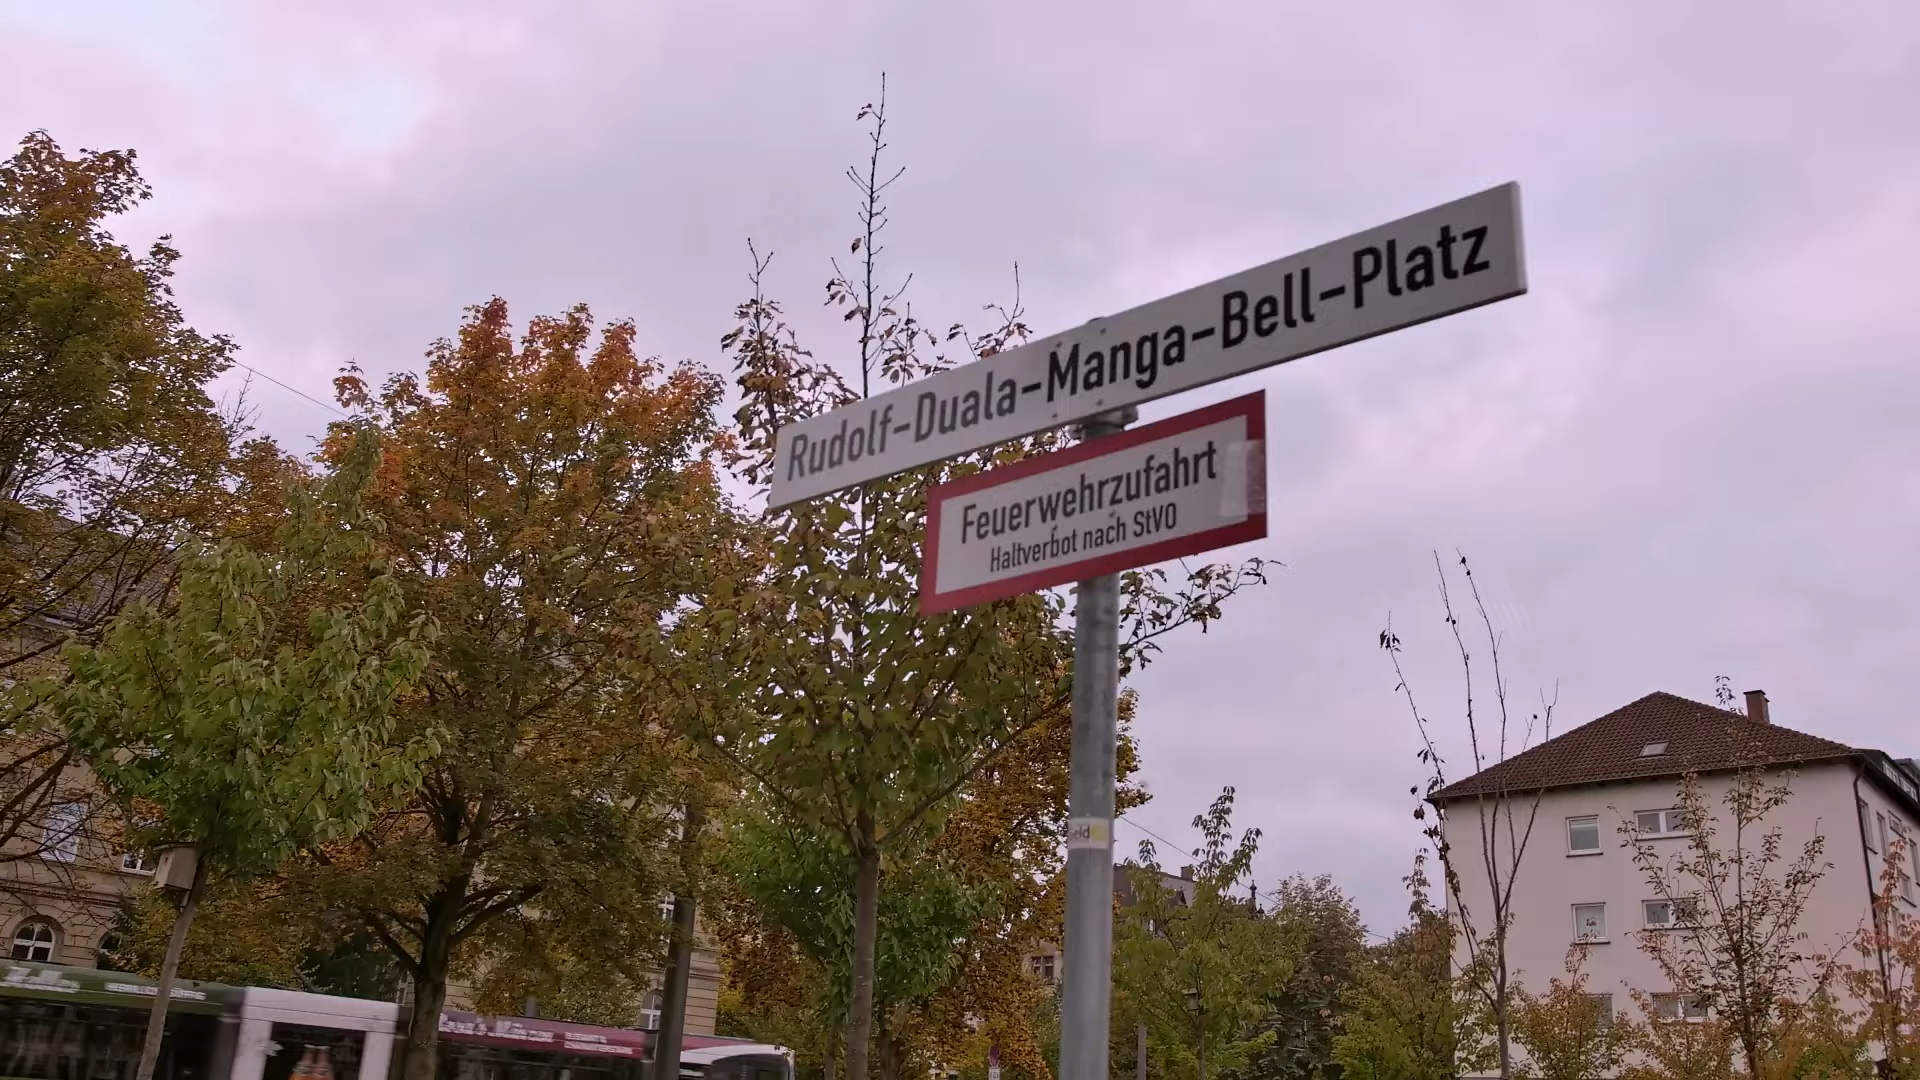 Rudolf-Duala-Manga-Bell-Platz
Feuerwehrzufahrt
Haltverbot nach StVO